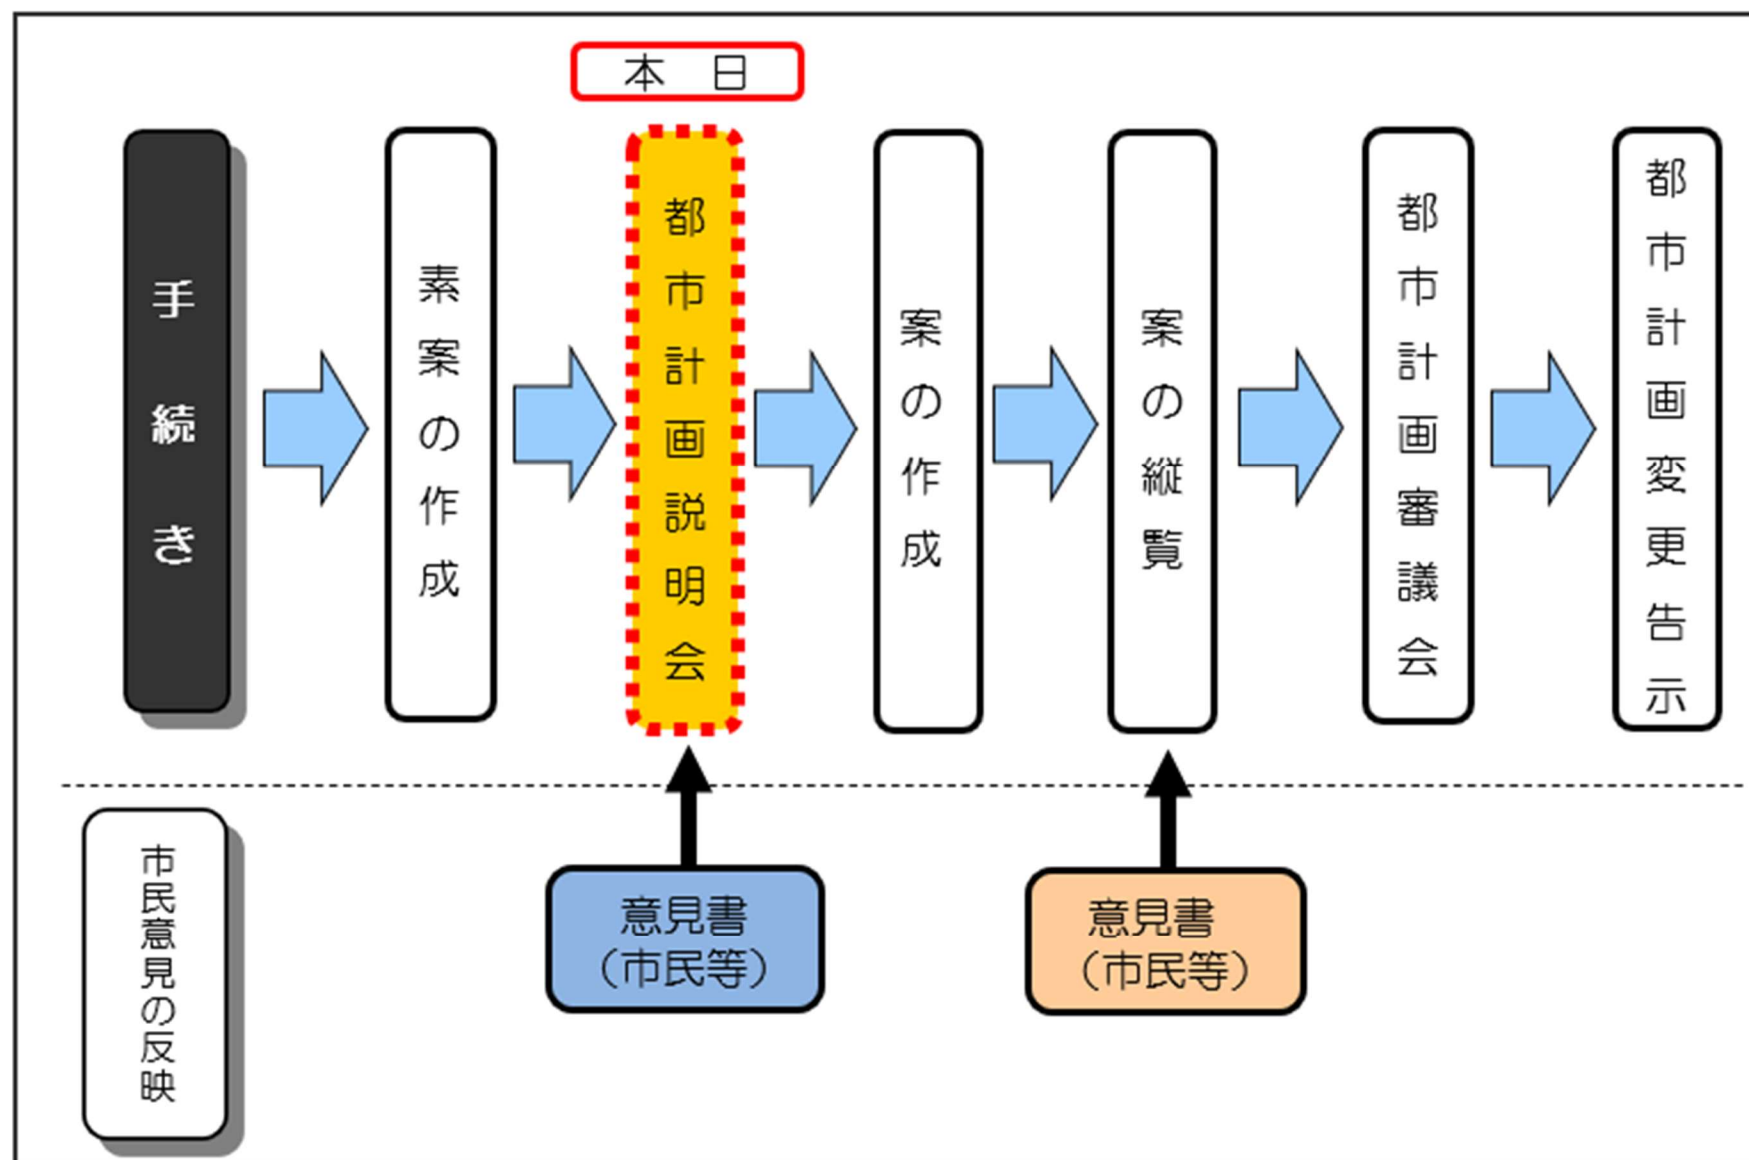 本 日
手続き
素案の作成
都市計画説明会
案の作成
案の縦覧
都市計画審議会
都市計画変更告示
市民意見の反映
意見書
（市民等）
意見書
（市民等）